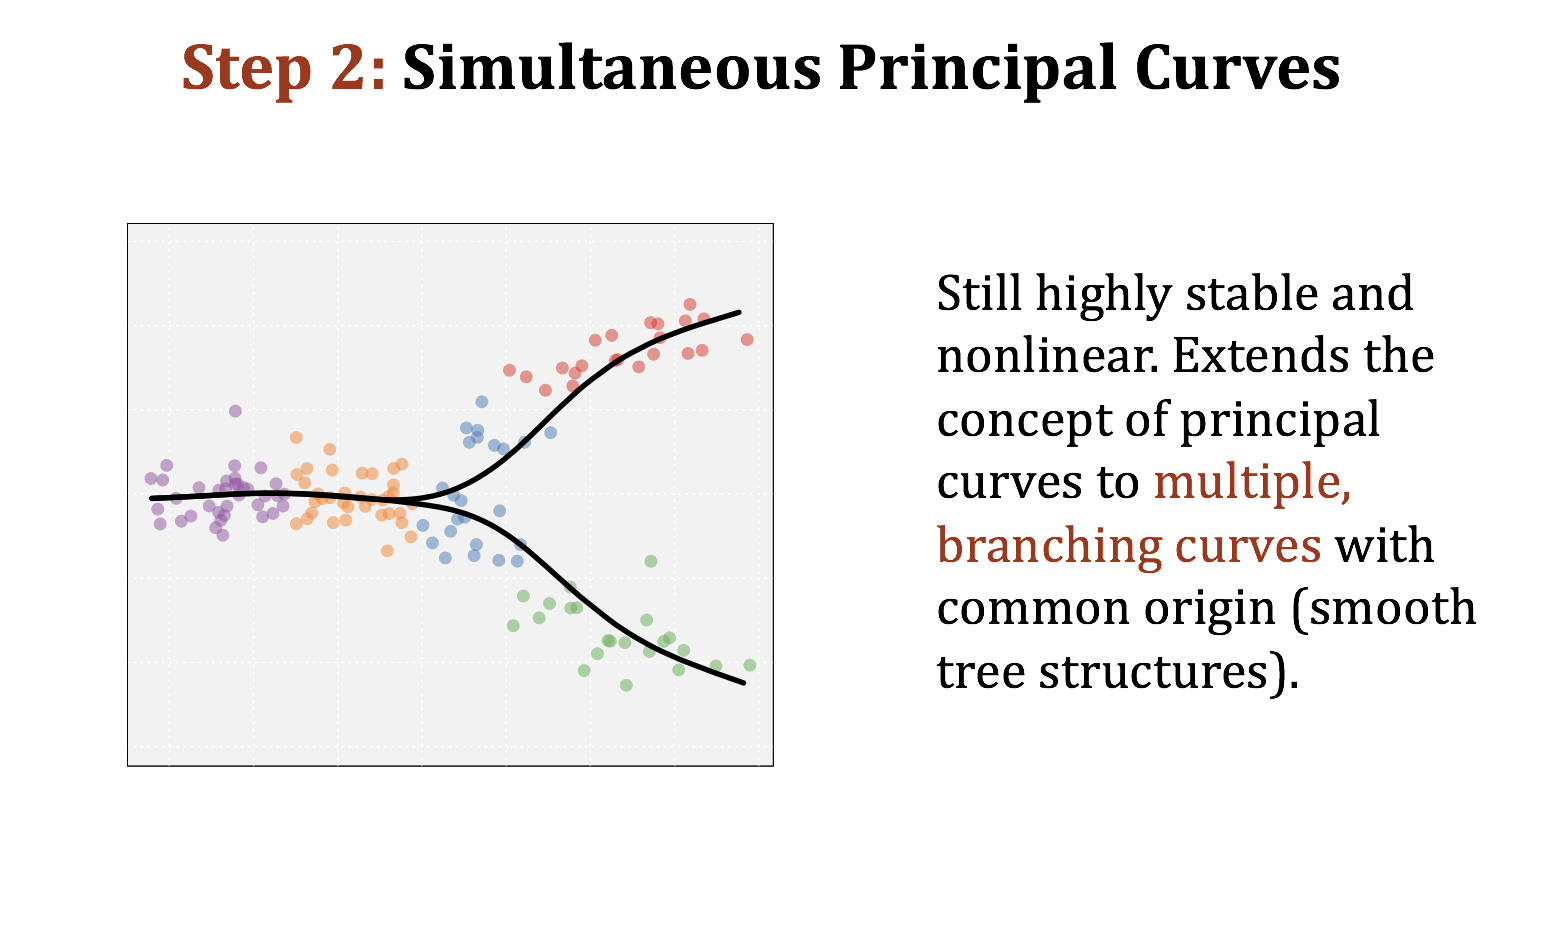 Step 2: Simultaneous Principal Curves
Still highly stable and
nonlinear. Extends the
concept of principal
curves to multiple,
branching curves with
common origin (smooth
tree structures).